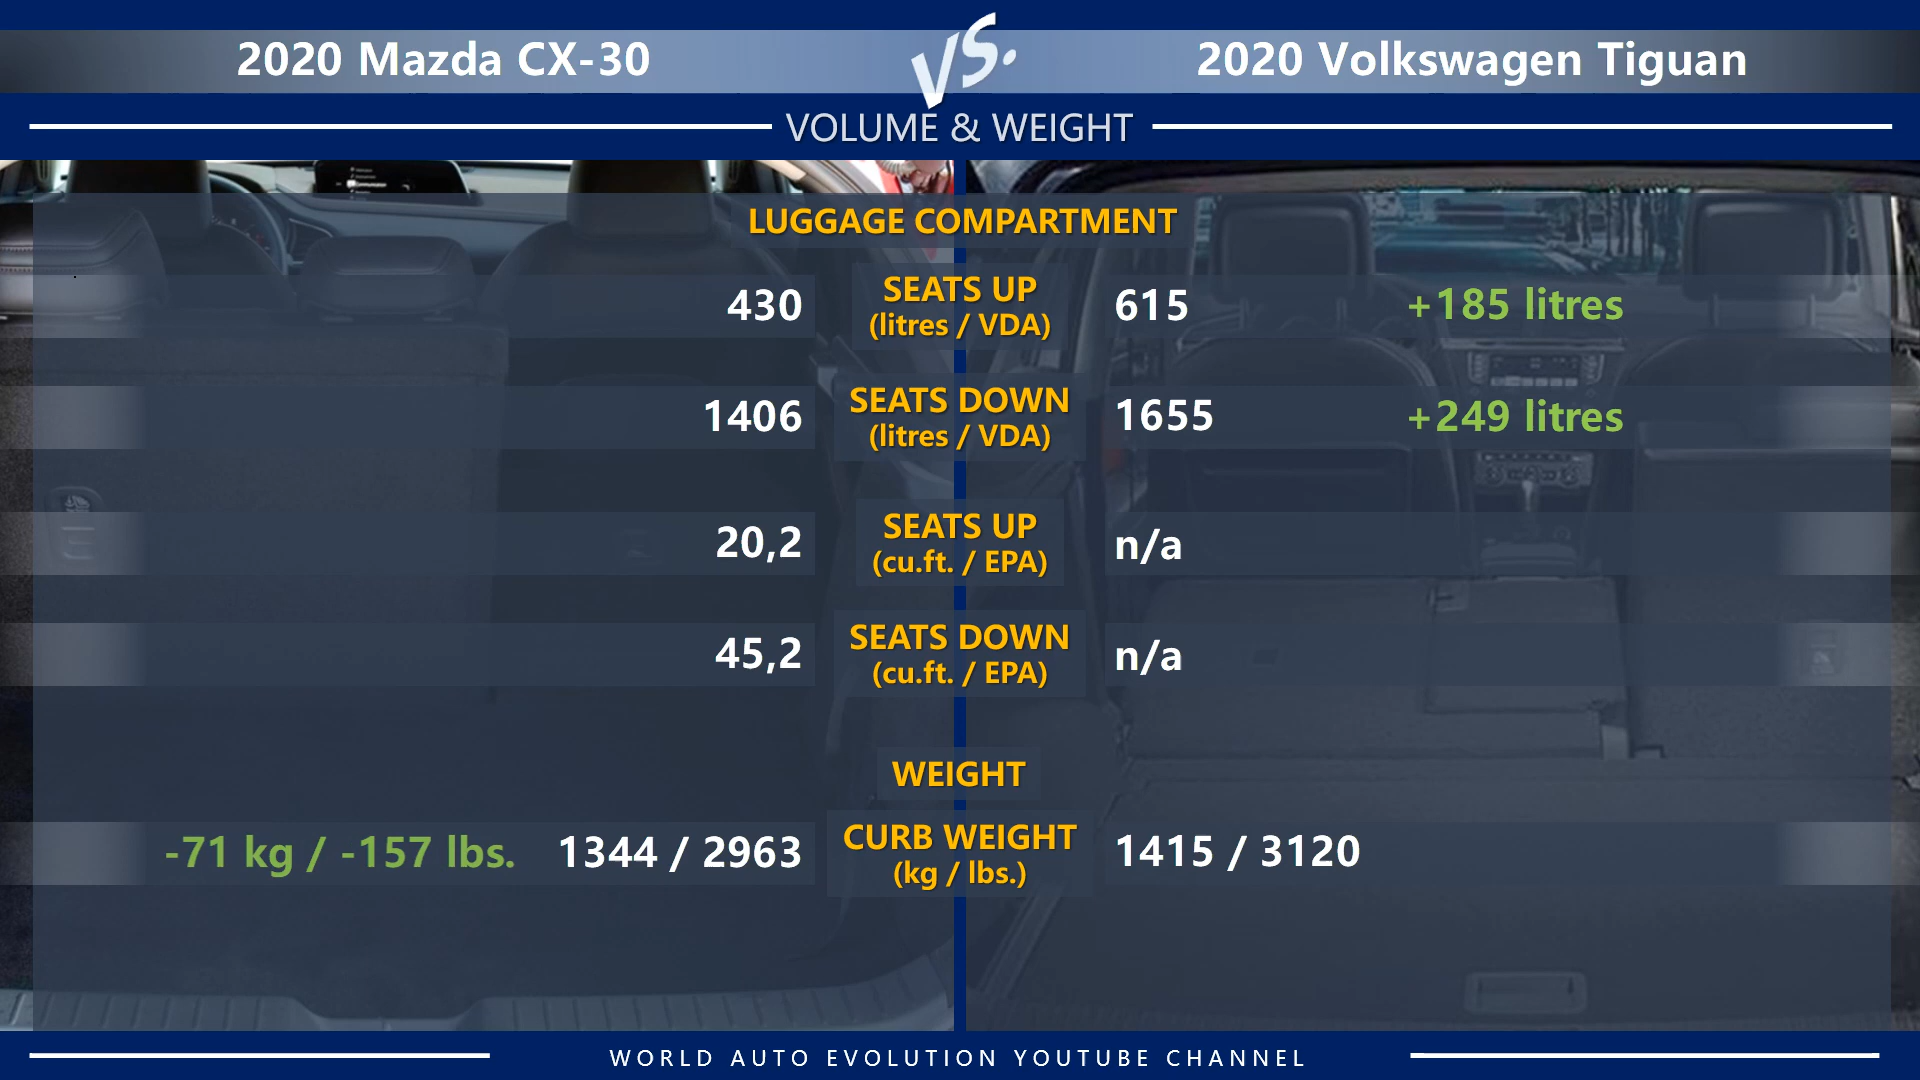 2020 Mazda CX-30 VS. 2020 Volkswagen Tiguan
VOLUME & WEIGHT
LUGGAGE COMPARTMENT
430 SEATS UP 615 +185 litres
(litres / VDA)
1406 SEATS DOWN 1655 +249 litres
(litres / VDA)
20,2 SEATS UP n/a
(cu.ft. / EPA)
45,2 SEATS DOWN n/a
(cu.ft. / EPA)
WEIGHT
-71 kg / -157 lbs. 1344 / 2963 CURB WEIGHT 1415 / 3120
(kg / lbs.)
WORLD AUTO EVOLUTION YOUTUBE CHANNEL